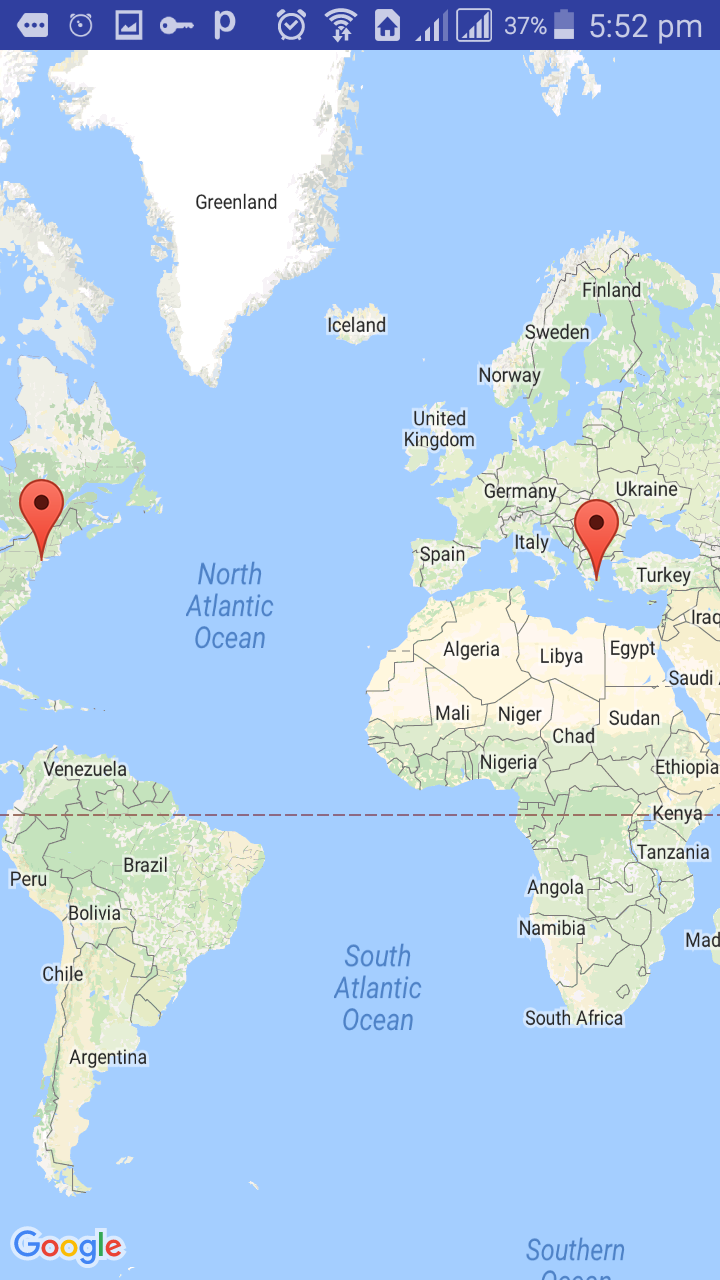 37% 5:52 pm
Greenland
Finland
Iceland
Sweden
Norway
United
Kingdom
Germany
Ukraine
Italy
Spain
Turkey
North
Atlantic
Ocean
Iraq
Algeria
Libya
Egypt
Saudi
Mali
Niger
Sudan
Chad
Venezuela
Nigeria
Ethiopia
Kenya
Brazil
Tanzania
Peru
Angola
Bolivia
Namibia
Mad
South
Atlantic
Ocean
Chile
South Africa
Argentina
Google
Southern
Ocean